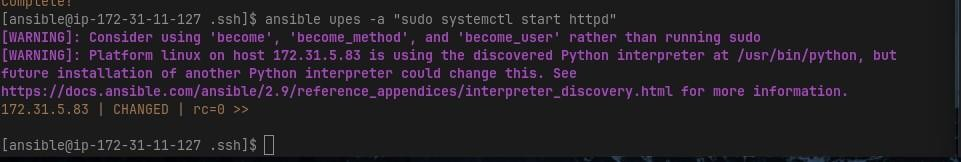 Complete!
[ansible@ip-172-31-11-127 .ssh]$ ansible upes -a "sudo systemctl start httpd"
[WARNING]: Consider using 'become', 'become_method', and 'become_user' rather than running sudo
[WARNING]: Platform linux on host 172.31.5.83 is using the discovered Python interpreter at /usr/bin/python, but
future installation of another Python interpreter could change this. See
https://docs.ansible.com/ansible/2.9/reference_appendices/interpreter_discovery.html for more information.
172.31.5.83 | CHANGED | rc=0 >>
[ansible@ip-172-31-11-127 .ssh]$